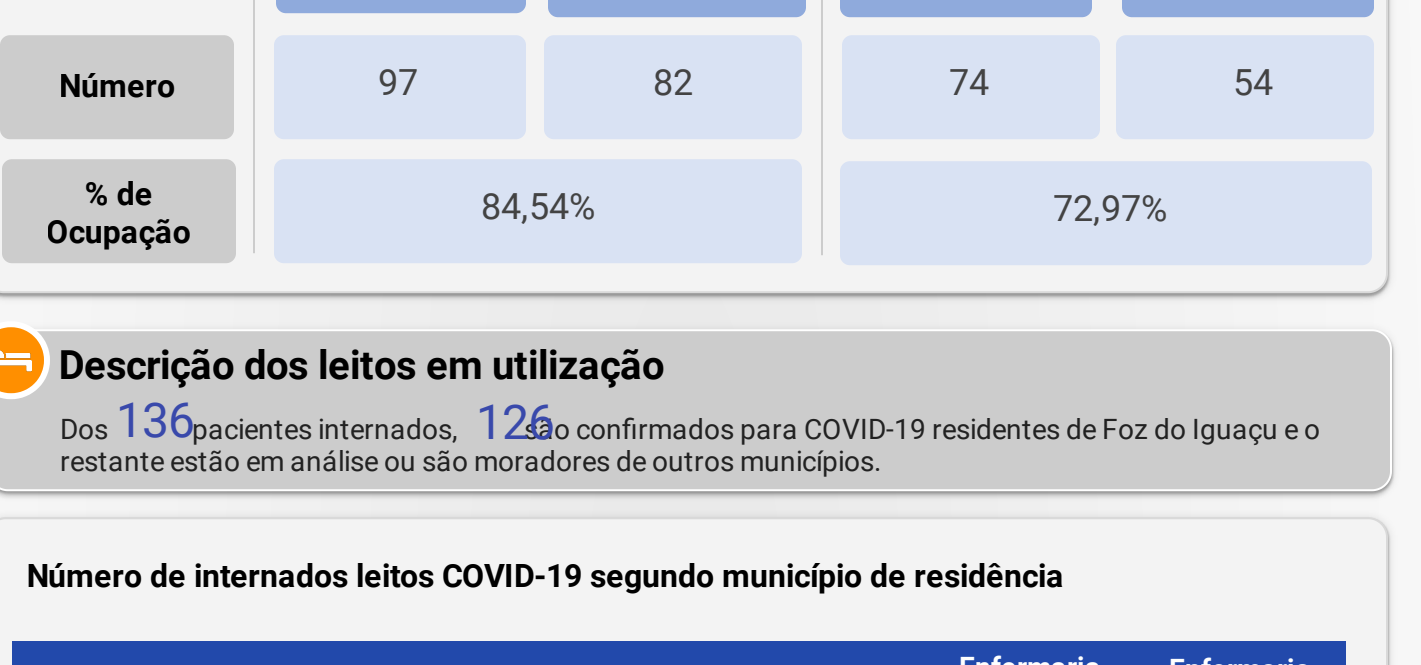 Número 97 82 74 54
% de
Ocupação 84,54% 72,97%
Descrição dos leitos em utilização
Dos 136 pacientes internados, 126 são confirmados para COVID-19 residentes de Foz do Iguaçu e o
restante estão em análise ou são moradores de outros municípios.
Número de internados leitos COVID-19 segundo município de residência
Enfermaria Enfermaria